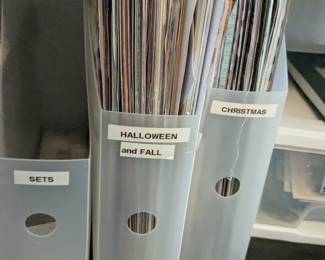 SETS
HALLOWEEN
and FALL
CHRISTMAS